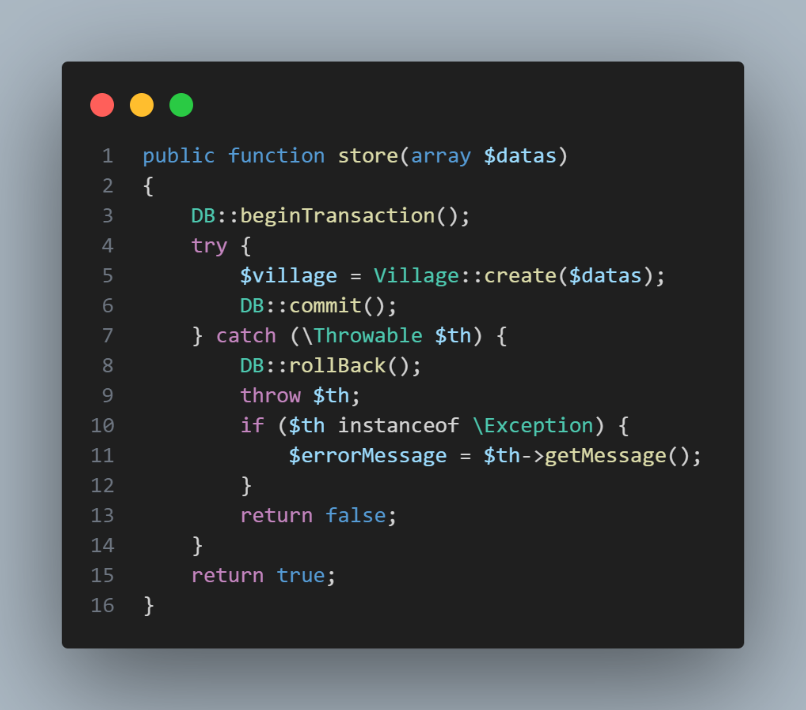 1 public function store(array $datas)
2 {
3     DB::beginTransaction();
4     try {
5         $village = Village::create($datas);
6         DB::commit();
7     } catch (\Throwable $th) {
8         DB::rollBack();
9         throw $th;
10         if ($th instanceof \Exception) {
11             $errorMessage = $th->getMessage();
12         }
13         return false;
14     }
15     return true;
16 }